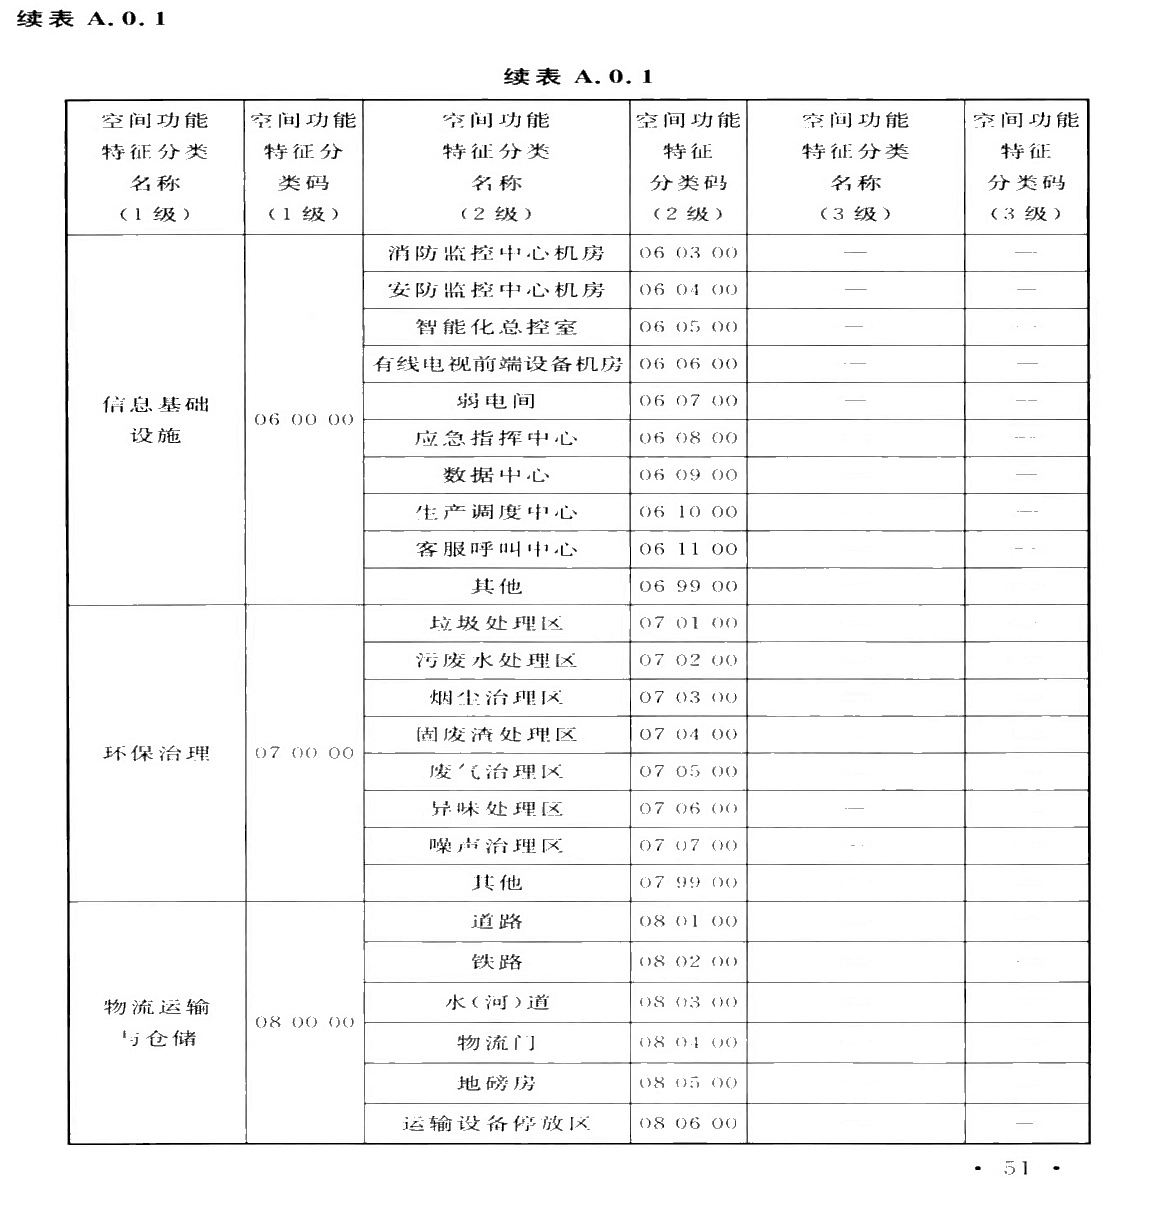 续表 A.0.1
续表 A.0.1
空间功能 空间功能 空间功能 空间功能 空间功能 空间功能
特征分类 特征分 特征分类 特征 特征分类 特征
名称 类码 名称 分类码 名称 分类码
(1 级) (1 级) (2 级) (2 级) (3 级) (3 级)
消防监控中心机房 06 03 00 — —
安防监控中心机房 06 04 00 — —
智能化总控室 06 05 00 — —
有线电视前端设备机房 06 06 00 — —
信息基础
设施
06 00 00
弱电间 06 07 00 — —
应急指挥中心 06 08 00 —
数据中心 06 09 00 —
生产调度中心 06 10 00 —
客服呼叫中心 06 11 00 —
其他 06 99 00
垃圾处理区 07 01 00
污废水处理区 07 02 00
烟尘治理区 07 03 00
固废渣处理区 07 04 00
环保治理 07 00 00
废气治理区 07 05 00
异味处理区 07 06 00 —
噪声治理区 07 07 00 —
其他 07 99 00
道路 08 01 00
铁路 08 02 00
物流运输
与仓储
08 00 00
水(河)道 08 03 00
物流门 08 04 00
地磅房 08 05 00
运输设备停放区 08 06 00 —
• 51 •